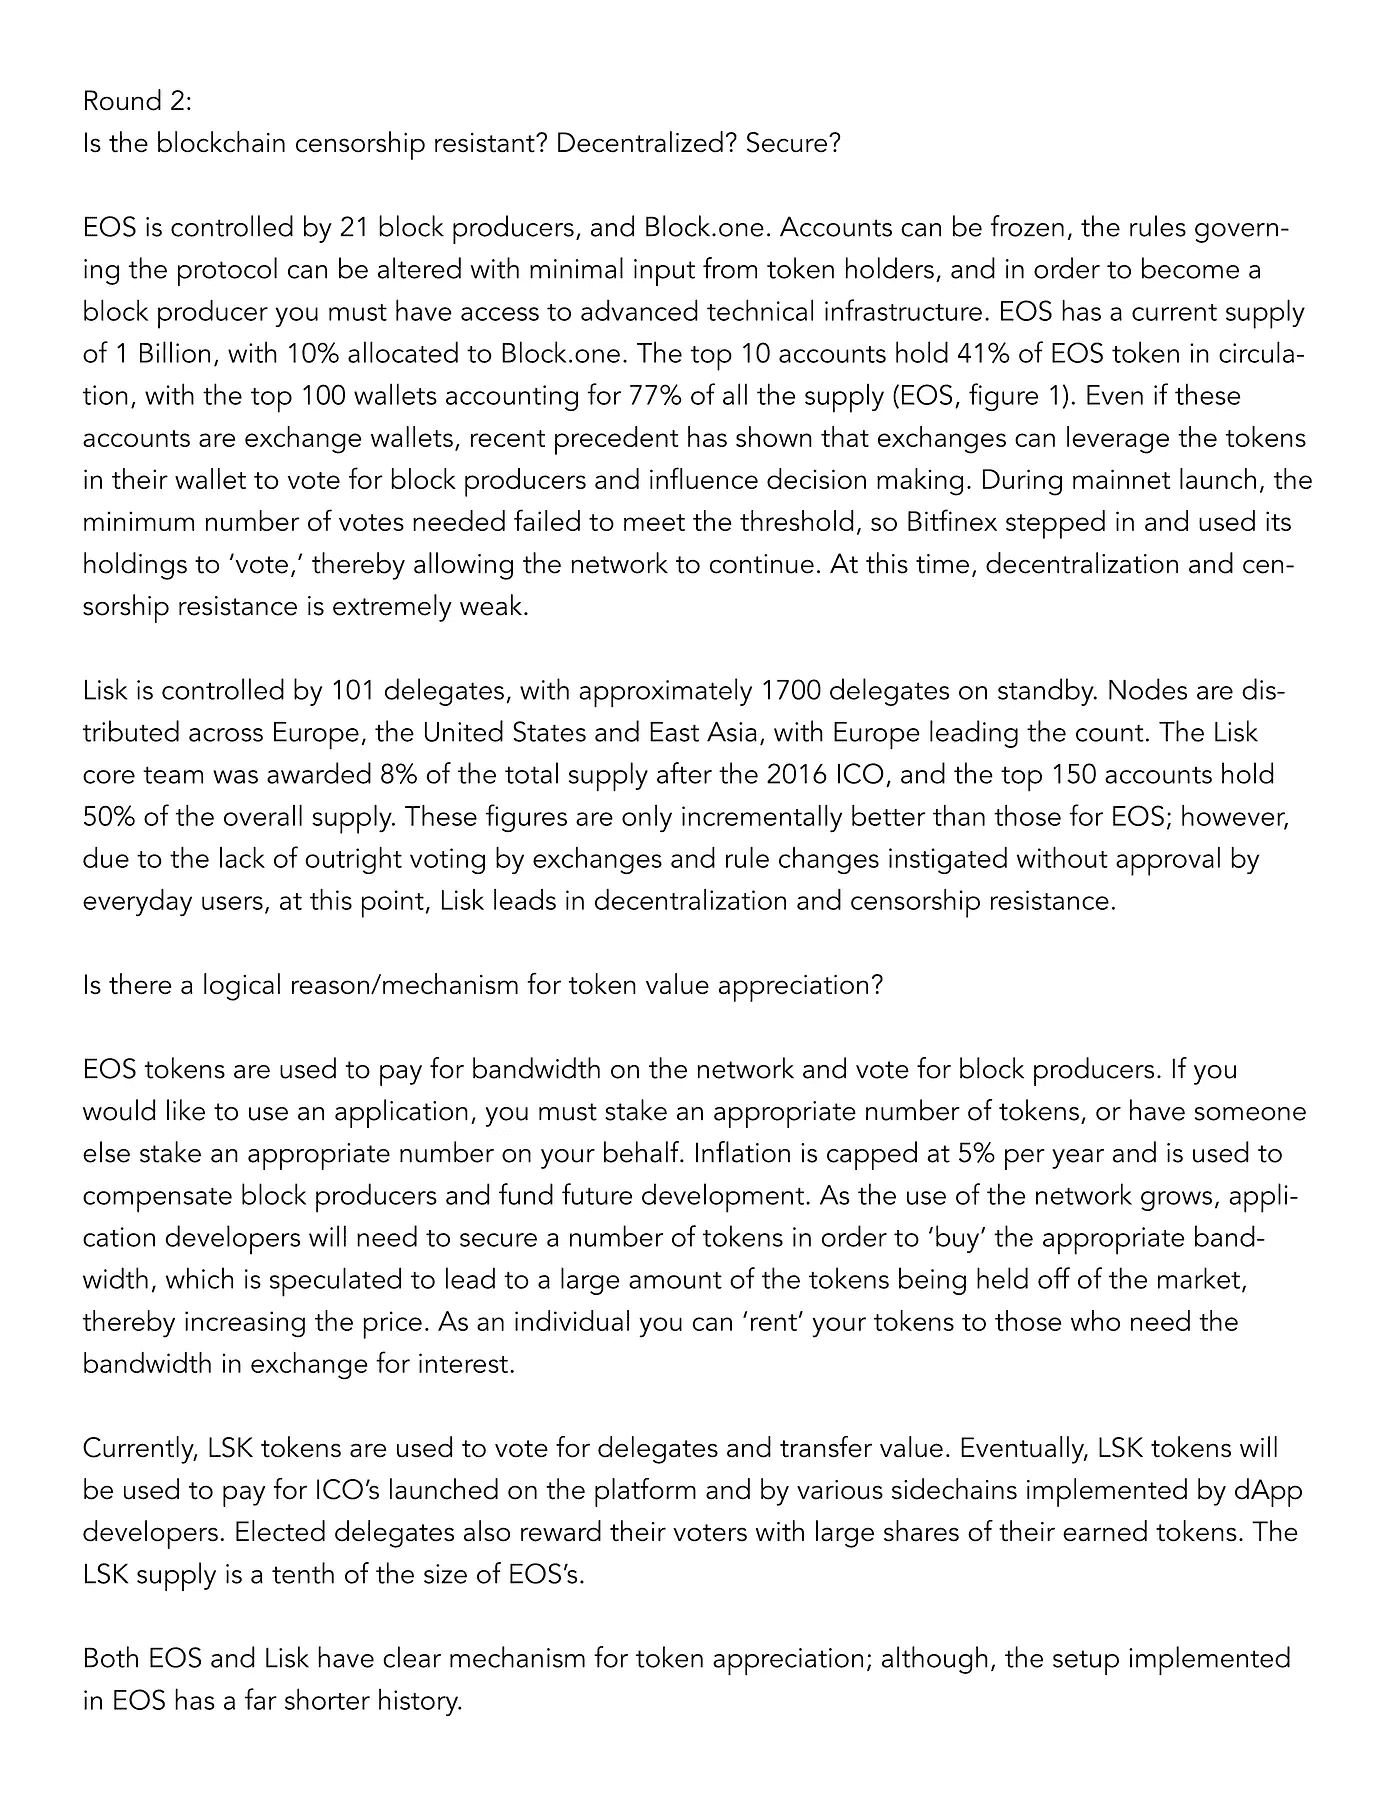 Round 2:
Is the blockchain censorship resistant? Decentralized? Secure?
EOS is controlled by 21 block producers, and Block.one. Accounts can be frozen, the rules govern-
ing the protocol can be altered with minimal input from token holders, and in order to become a
block producer you must have access to advanced technical infrastructure. EOS has a current supply
of 1 Billion, with 10% allocated to Block.one. The top 10 accounts hold 41% of EOS token in circula-
tion, with the top 100 wallets accounting for 77% of all the supply (EOS, figure 1). Even if these
accounts are exchange wallets, recent precedent has shown that exchanges can leverage the tokens
in their wallet to vote for block producers and influence decision making. During mainnet launch, the
minimum number of votes needed failed to meet the threshold, so Bitfinex stepped in and used its
holdings to ‘vote,’ thereby allowing the network to continue. At this time, decentralization and cen-
sorship resistance is extremely weak.
Lisk is controlled by 101 delegates, with approximately 1700 delegates on standby. Nodes are dis-
tributed across Europe, the United States and East Asia, with Europe leading the count. The Lisk
core team was awarded 8% of the total supply after the 2016 ICO, and the top 150 accounts hold
50% of the overall supply. These figures are only incrementally better than those for EOS; however,
due to the lack of outright voting by exchanges and rule changes instigated without approval by
everyday users, at this point, Lisk leads in decentralization and censorship resistance.
Is there a logical reason/mechanism for token value appreciation?
EOS tokens are used to pay for bandwidth on the network and vote for block producers. If you
would like to use an application, you must stake an appropriate number of tokens, or have someone
else stake an appropriate number on your behalf. Inflation is capped at 5% per year and is used to
compensate block producers and fund future development. As the use of the network grows, appli-
cation developers will need to secure a number of tokens in order to ‘buy’ the appropriate band-
width, which is speculated to lead to a large amount of the tokens being held off of the market,
thereby increasing the price. As an individual you can ‘rent’ your tokens to those who need the
bandwidth in exchange for interest.
Currently, LSK tokens are used to vote for delegates and transfer value. Eventually, LSK tokens will
be used to pay for ICO’s launched on the platform and by various sidechains implemented by dApp
developers. Elected delegates also reward their voters with large shares of their earned tokens. The
LSK supply is a tenth of the size of EOS’s.
Both EOS and Lisk have clear mechanism for token appreciation; although, the setup implemented
in EOS has a far shorter history.